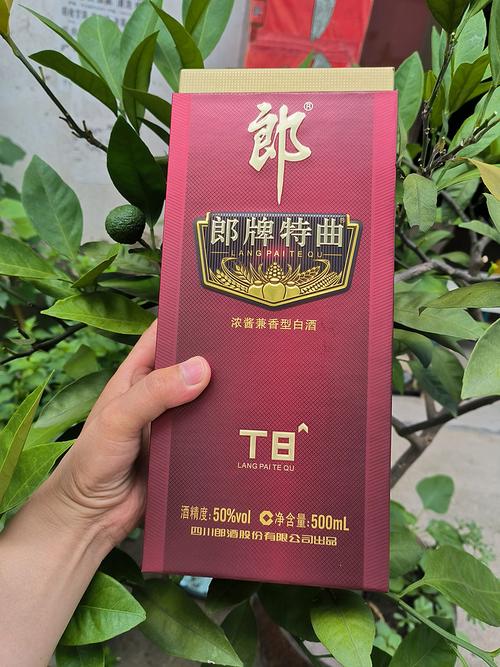 郎®
郎牌特曲®
LANG PAI TE QU
浓酱兼香型白酒
T8
LANG PAI TE QU
酒精度:50%vol 净含量:500mL
四川郎酒股份有限公司出品